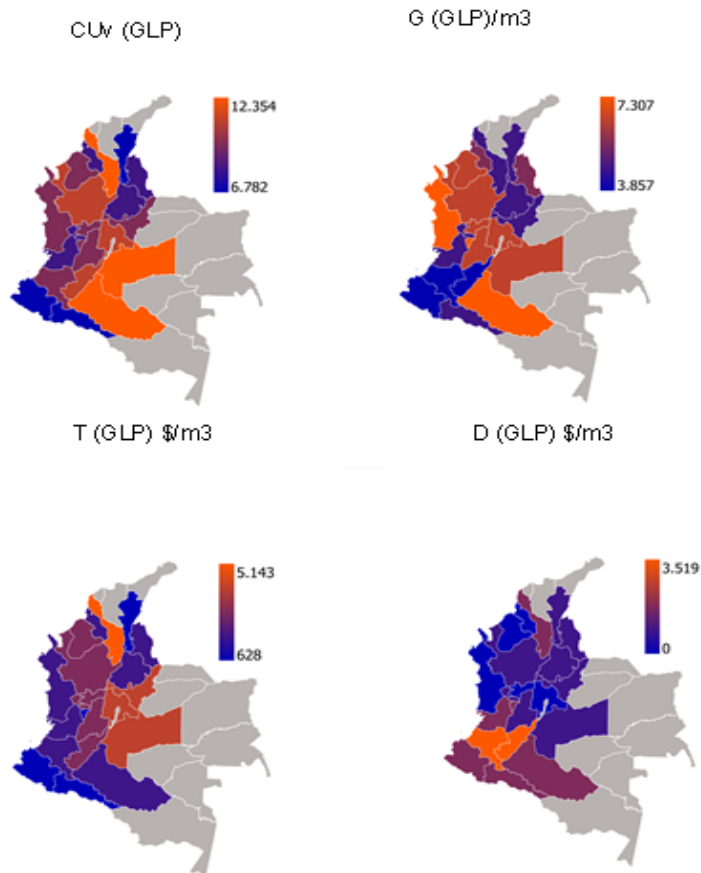 CUv (GLP)
G (GLP)/m3
12.354
6.782
7.307
3.857
T (GLP) $/m3
D (GLP) $/m3
5.143
628
3.519
0